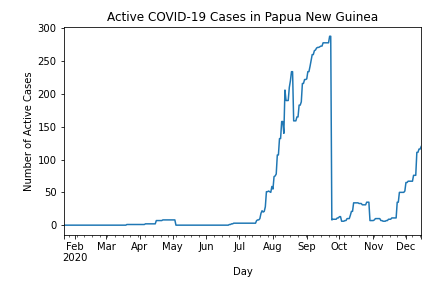 Active COVID-19 Cases in Papua New Guinea
300
250
200
150
100
50
0
Number of Active Cases
Feb Mar Apr May Jun Jul Aug Sep Oct Nov Dec
2020
Day